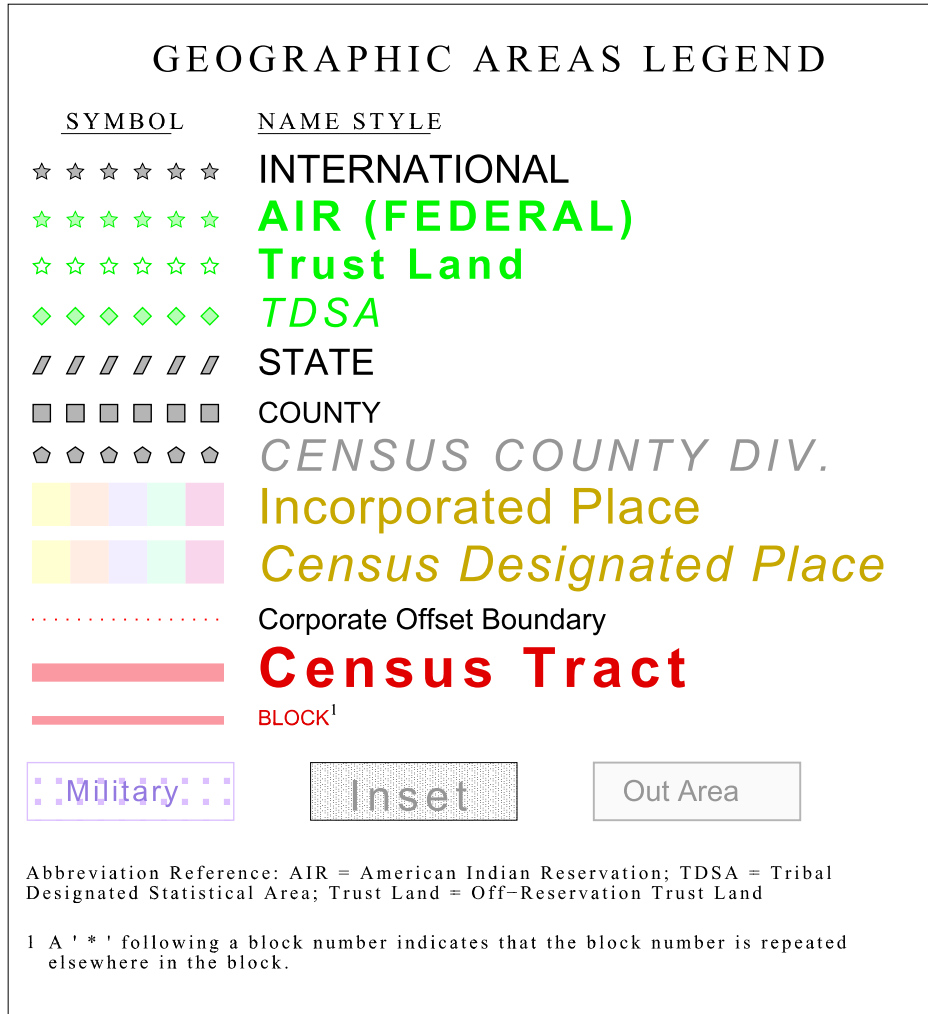 GEOGRAPHIC AREAS LEGEND
SYMBOL NAME STYLE
INTERNATIONAL
AIR (FEDERAL)
Trust Land
TDSA
STATE
COUNTY
CENSUS COUNTY DIV.
Incorporated Place
Census Designated Place
Corporate Offset Boundary
Census Tract
BLOCK¹
Military Inset Out Area
Abbreviation Reference: AIR = American Indian Reservation; TDSA = Tribal
Designated Statistical Area; Trust Land = Off−Reservation Trust Land
1 A ' * ' following a block number indicates that the block number is repeated
elsewhere in the block.